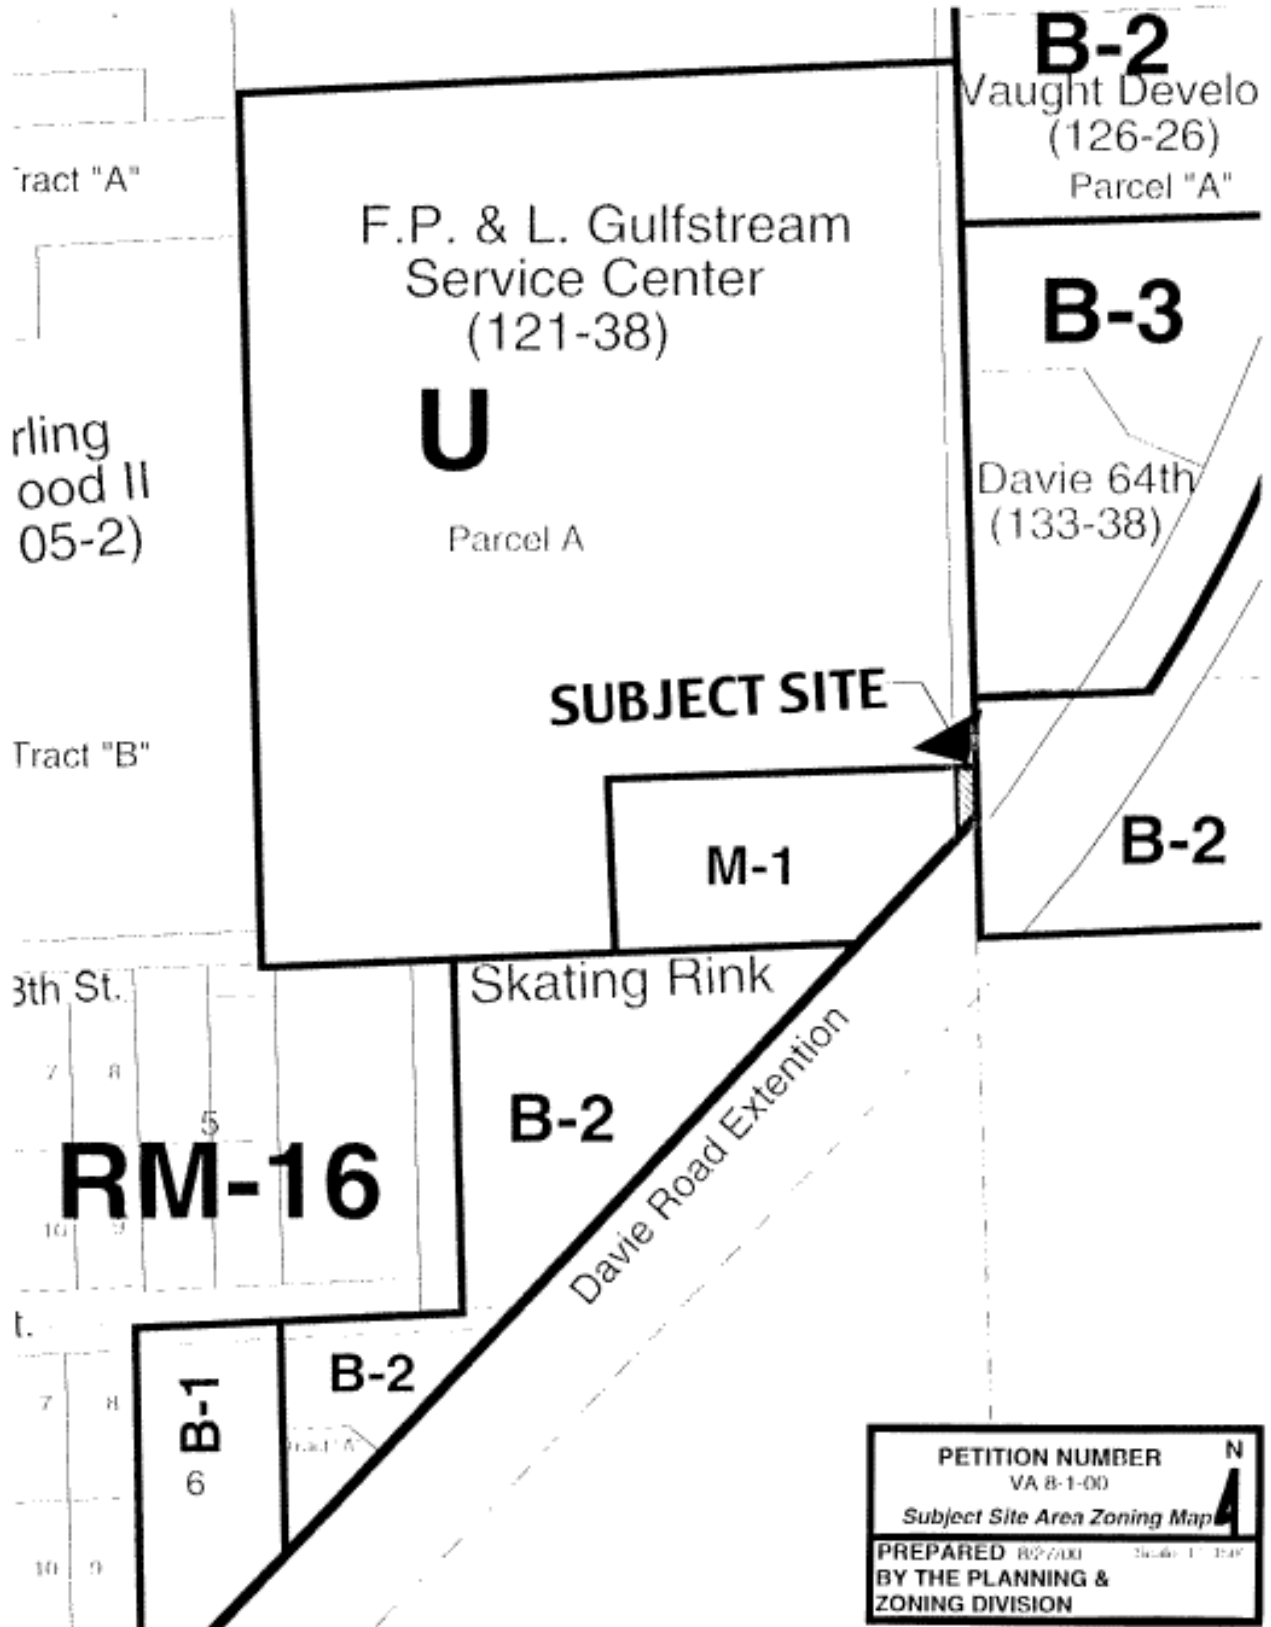 B-2
Vaught Develo
(126-26)
Parcel "A"
Tract "A"
F.P. & L. Gulfstream
Service Center
(121-38)
B-3
U
rling
ood II
05-2)
Davie 64th
(133-38)
Parcel A
SUBJECT SITE
Tract "B"
M-1
B-2
Skating Rink
8th St.
7 8
5
B-2
RM-16
10 9
Davie Road Extention
t.
B-2
7 8
B-1
6
10 9
PETITION NUMBER
N
VA 8-1-00
Subject Site Area Zoning Map
PREPARED
BY THE PLANNING &
ZONING DIVISION